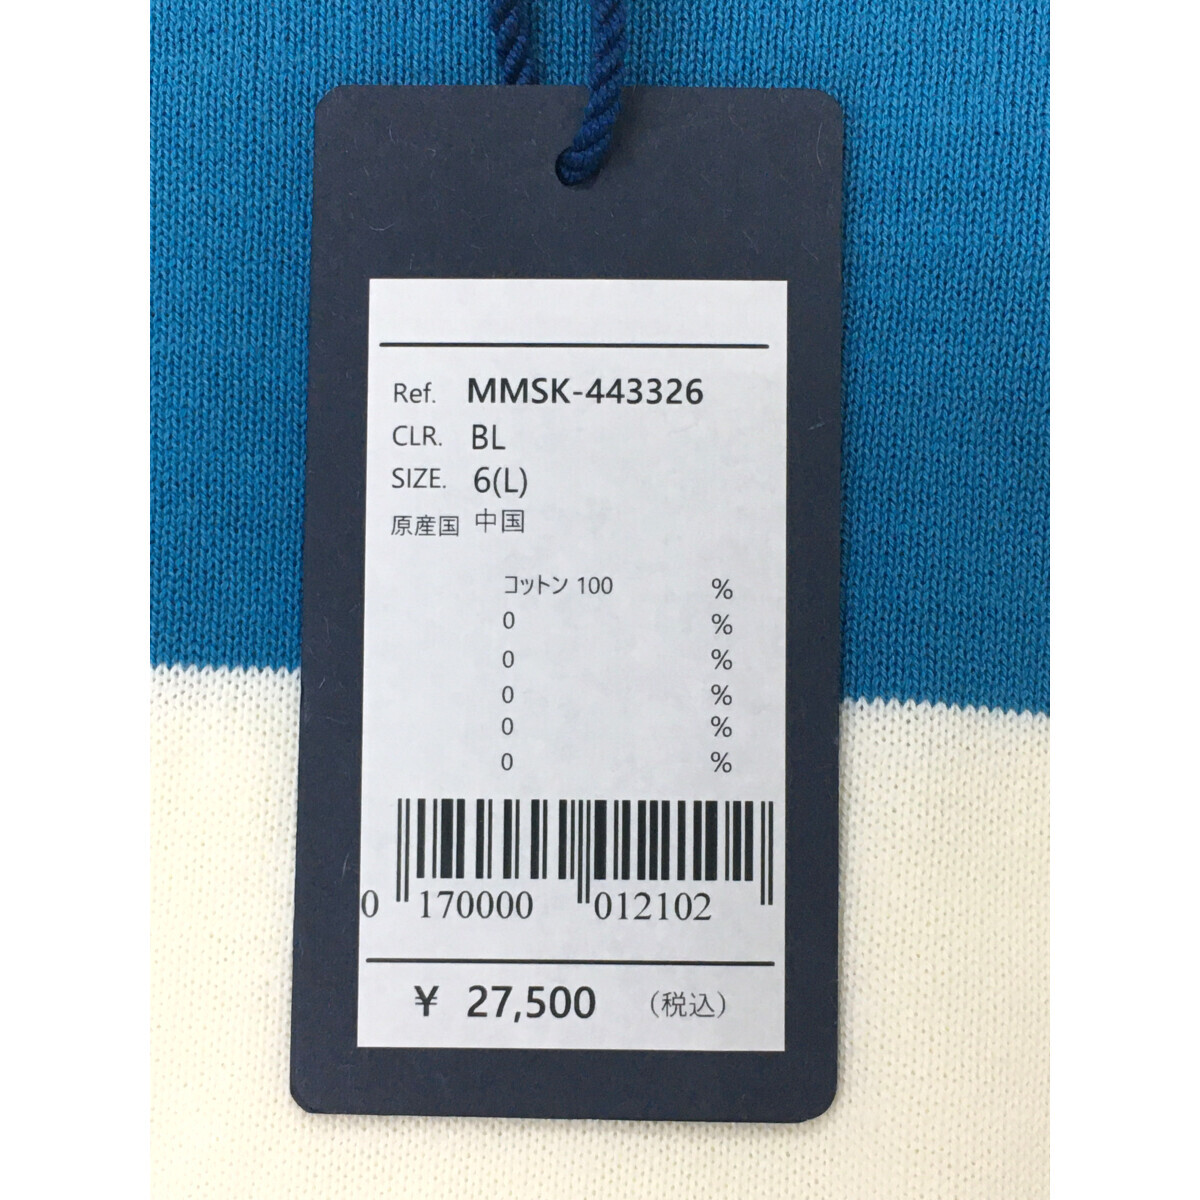 Ref. MMSK-443326
CLR. BL
SIZE. 6(L)
原産国 中国
コットン 100 %
0 %
0 %
0 %
0 %
0 %
0 170000 012102
¥ 27,500 (税込)